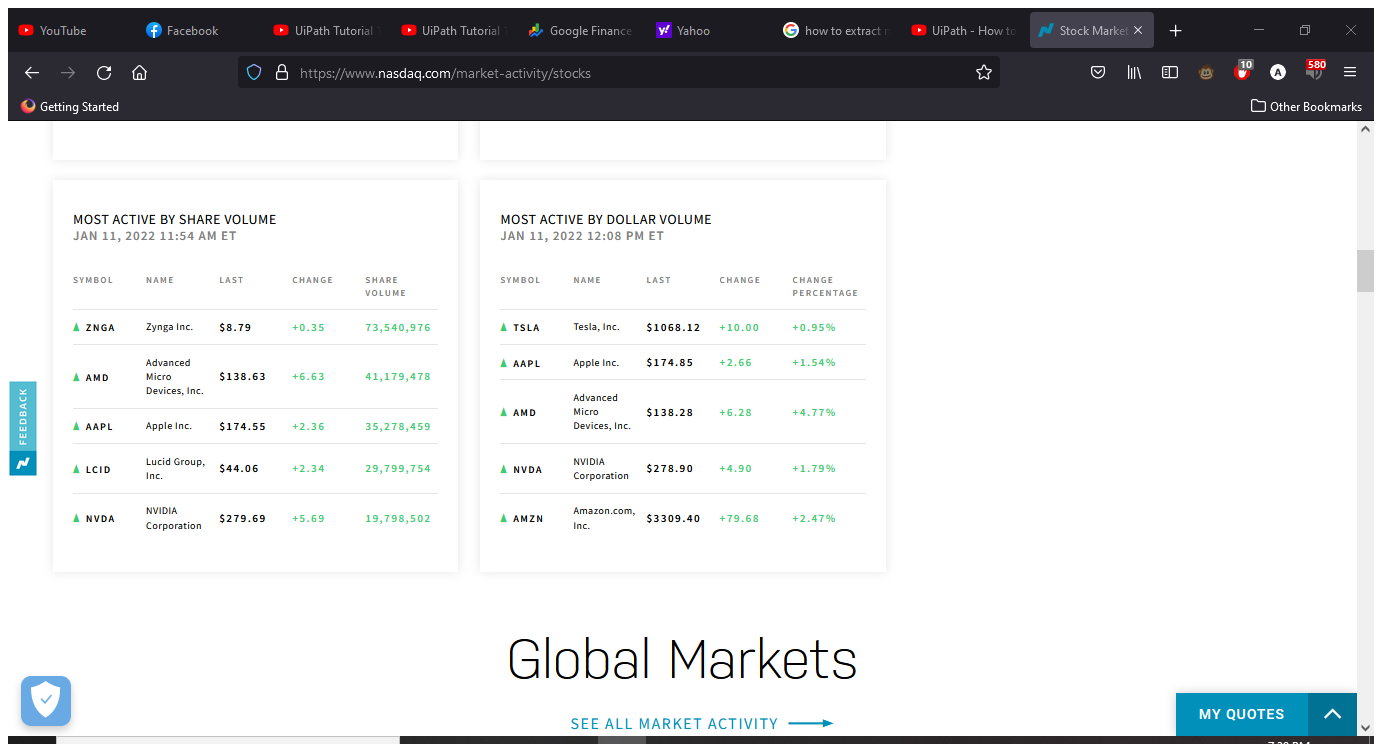 YouTube
Facebook
UiPath Tutorial
UiPath Tutorial
Google Finance
Yahoo
how to extract
UiPath - How to
Stock Market
https://www.nasdaq.com/market-activity/stocks
10
A
580
Getting Started
Other Bookmarks
MOST ACTIVE BY SHARE VOLUME
JAN 11, 2022 11:54 AM ET
SYMBOL NAME LAST CHANGE SHARE VOLUME
ZNGA Zynga Inc. $8.79 +0.35 73,540,976
AMD Advanced Micro Devices, Inc. $138.63 +6.63 41,179,478
AAPL Apple Inc. $174.55 +2.36 35,278,459
LCID Lucid Group, Inc. $44.06 +2.34 29,799,754
NVDA NVIDIA Corporation $279.69 +5.69 19,798,502
MOST ACTIVE BY DOLLAR VOLUME
JAN 11, 2022 12:08 PM ET
SYMBOL NAME LAST CHANGE CHANGE PERCENTAGE
TSLA Tesla, Inc. $1068.12 +10.00 +0.95%
AAPL Apple Inc. $174.85 +2.66 +1.54%
AMD Advanced Micro Devices, Inc. $138.28 +6.28 +4.77%
NVDA NVIDIA Corporation $278.90 +4.90 +1.79%
AMZN Amazon.com, Inc. $3309.40 +79.68 +2.47%
FEEDBACK
Global Markets
SEE ALL MARKET ACTIVITY
MY QUOTES